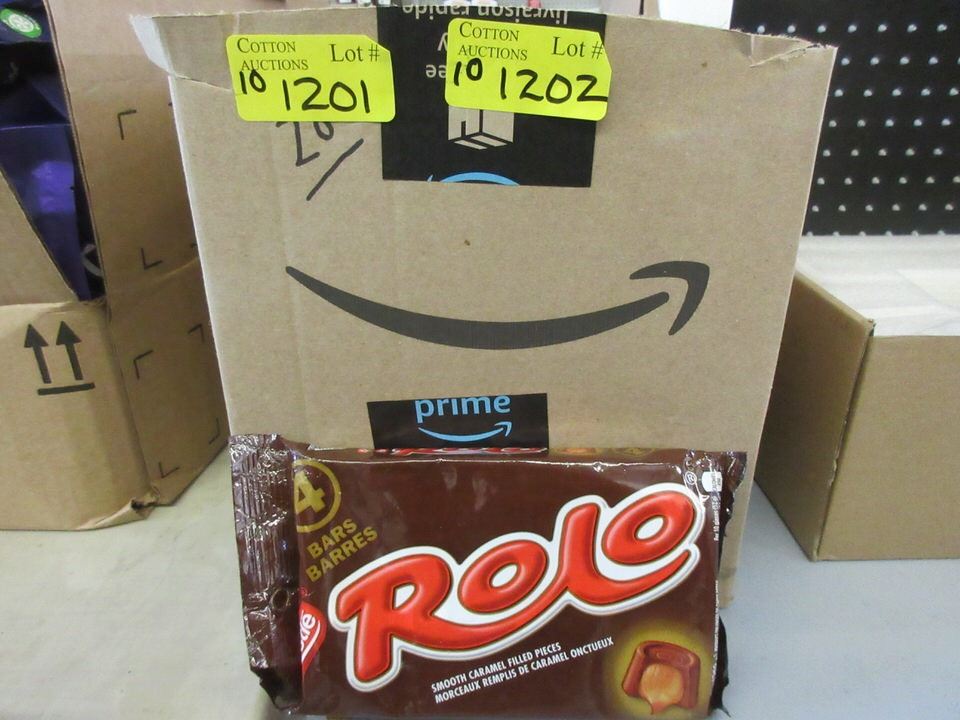 livraison rapide
COTTON
AUCTIONS
Lot #
10 1201
COTTON
AUCTIONS
Lot #
10 1202
20/
prime
4
BARS
BARRES
Rolo
SMOOTH CARAMEL FILLED PIECES
MORCEAUX REMPLIS DE CARAMEL ONCTUEUX